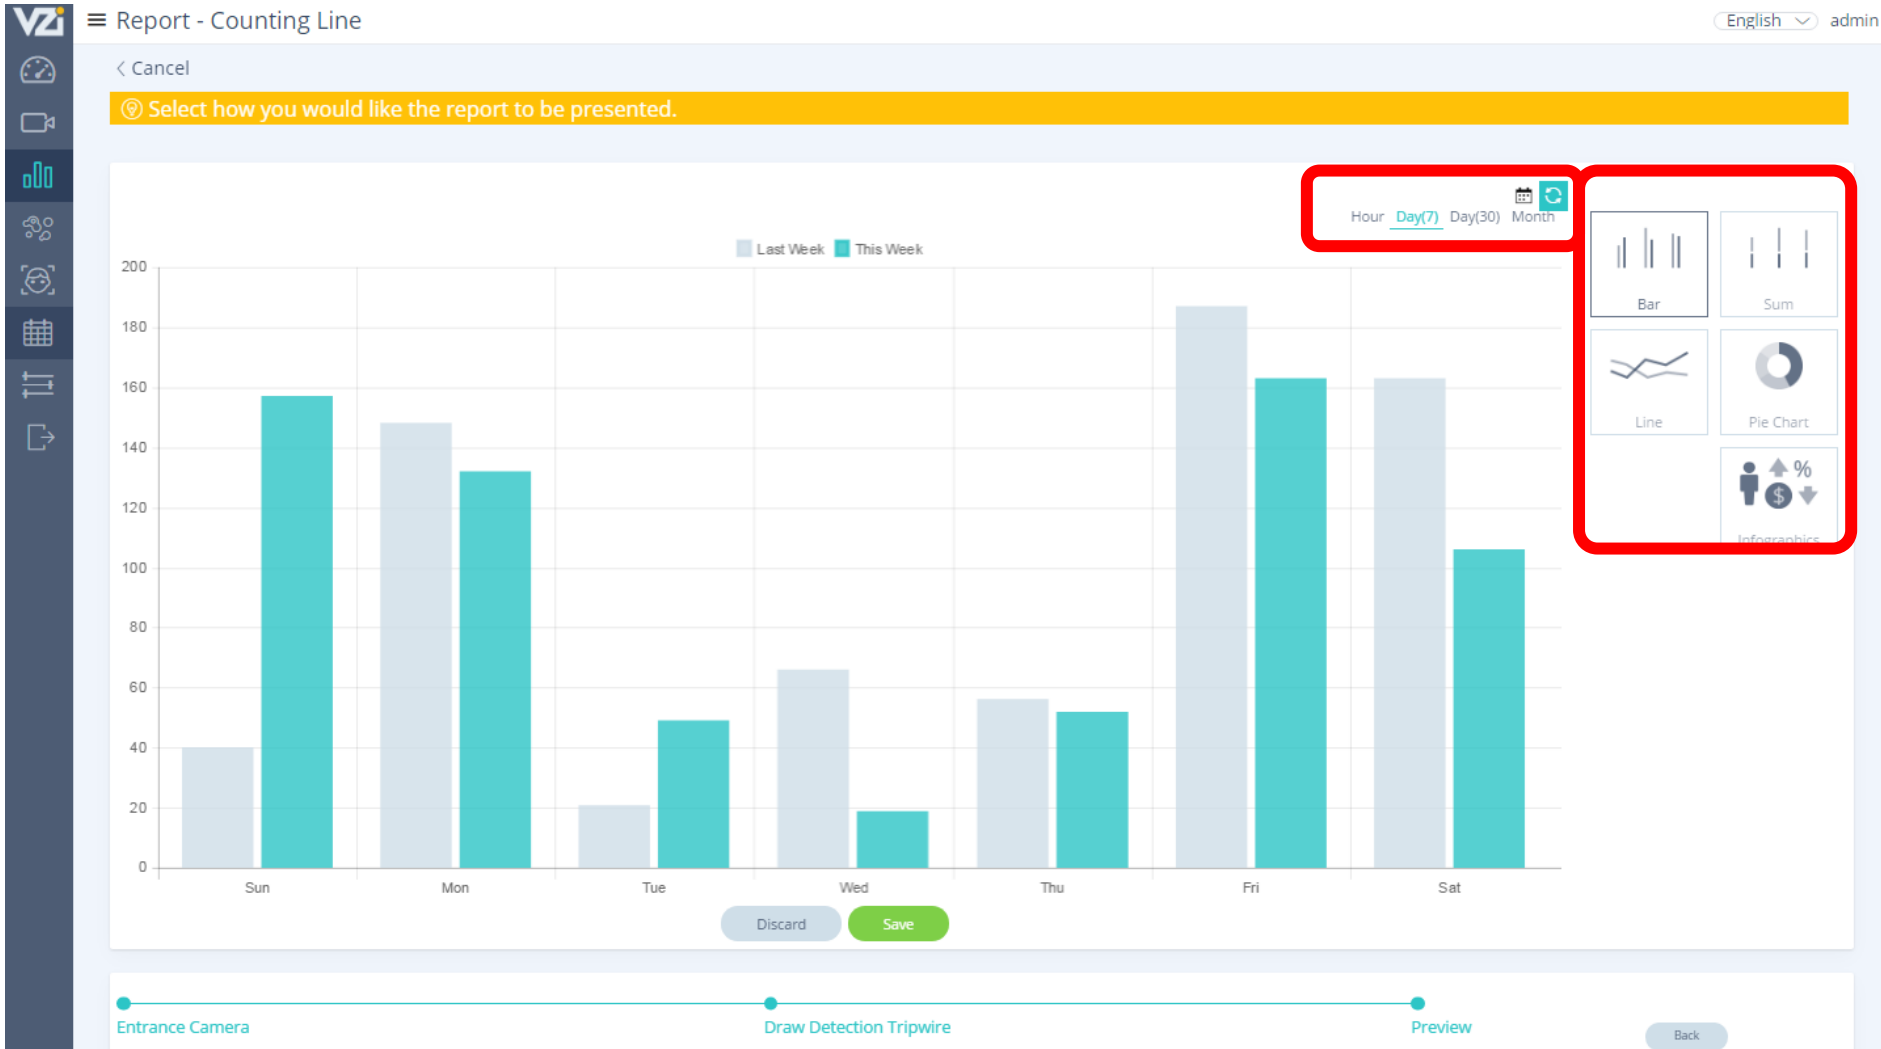 VZi
Report - Counting Line
English
admin
Cancel
Select how you would like the report to be presented.
Hour Day(7) Day(30) Month
Last Week This Week
Bar Sum
Line Pie Chart
%
$
Infographics
200
180
160
140
120
100
80
60
40
20
0
Sun Mon Tue Wed Thu Fri Sat
Discard Save
Entrance Camera Draw Detection Tripwire Preview
Back